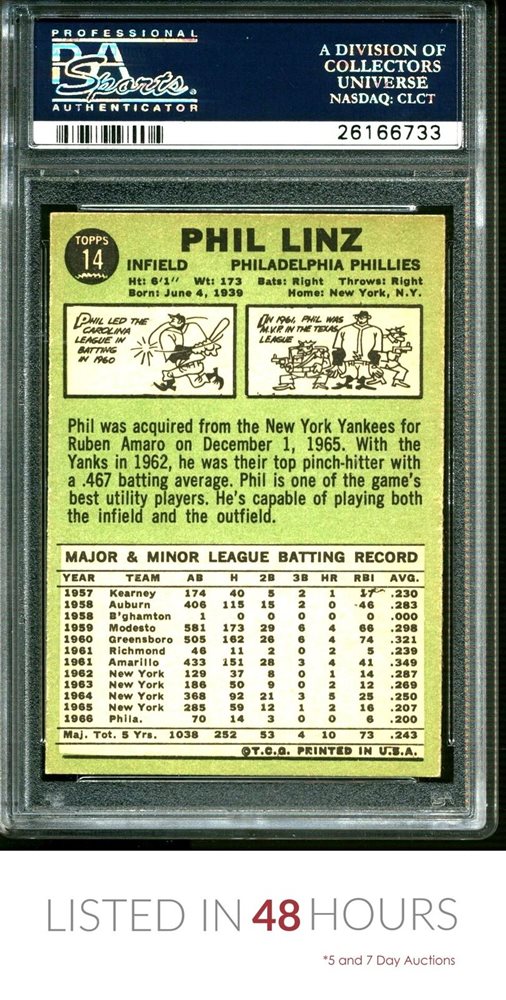 PROFESSIONAL
PSA
Sports
AUTHENTICATOR
A DIVISION OF
COLLECTORS
UNIVERSE
NASDAQ: CLCT
26166733
TOPPS
14
PHIL LINZ
INFIELD PHILADELPHIA PHILLIES
Ht: 6'1" Wt: 173 Bats: Right Throws: Right
Born: June 4, 1939 Home: New York, N.Y.
PHIL LED THE
CAROLINA
LEAGUE IN
BATTING
IN 1960
IN 1961, PHIL WAS
M.V.P. IN THE TEXAS
LEAGUE
Phil was acquired from the New York Yankees for
Ruben Amaro on December 1, 1965. With the
Yanks in 1962, he was their top pinch-hitter with
a .467 batting average. Phil is one of the game's
best utility players. He's capable of playing both
the infield and the outfield.
MAJOR & MINOR LEAGUE BATTING RECORD
YEAR TEAM AB H 2B 3B HR RBI AVG.
1957 Kearney 174 40 5 2 1 .230
1958 Auburn 406 115 15 2 0 46 .283
1958 B'ghamton 1 0 0 0 0 0 .000
1959 Modesto 581 173 29 6 4 66 .298
1960 Greensboro 505 162 26 6 4 74 .321
1961 Richmond 46 11 2 0 2 5 .239
1961 Amarillo 433 151 28 3 4 41 .349
1962 New York 129 37 8 0 1 14 .287
1963 New York 186 50 9 0 2 12 .269
1964 New York 368 92 21 3 5 25 .250
1965 New York 285 59 12 1 2 16 .207
1966 Phila. 70 14 3 0 0 6 .200
Maj. Tot. 5 Yrs. 1038 252 53 4 10 73 .243
©T.C.G. PRINTED IN U.S.A.
LISTED IN 48 HOURS
*5 and 7 Day Auctions